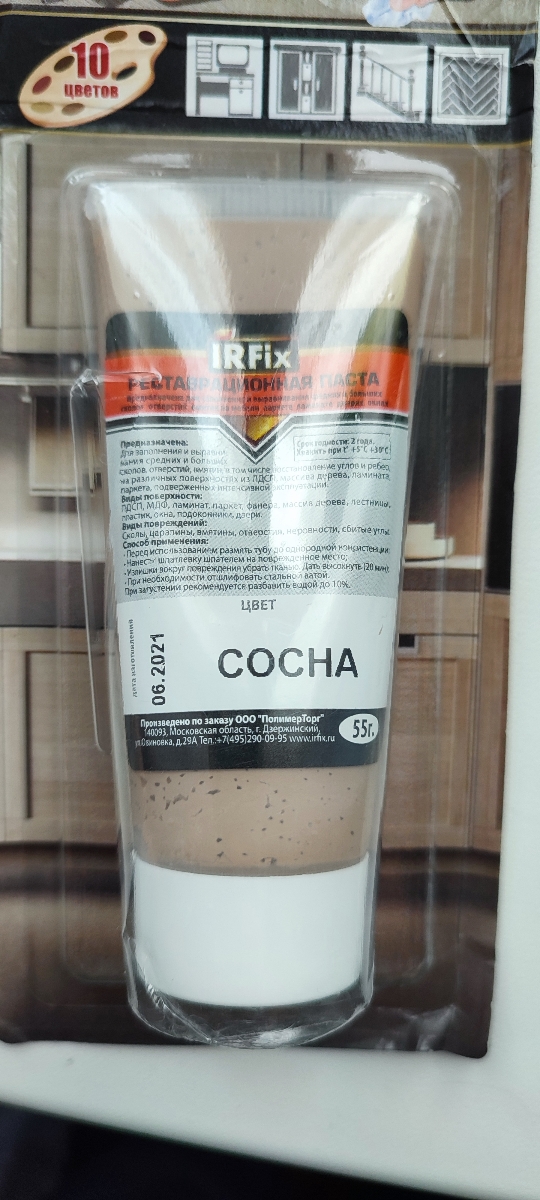 10
ЦВЕТОВ
IRFix
РЕСТАВРАЦИОННАЯ ПАСТА
Предназначена:
Для заполнения и выравни-
вания средних и больших
сколов, отверстий, вмятин, в том числе восстановление углов и ребер,
на различных поверхностях из ЛДСП, массива дерева, ламината,
паркета, подверженных интенсивной эксплуатации.
Срок годности: 2 года.
Хранить при t° +5°C +30°C
Виды поверхности:
ЛДСП, МДФ, ламинат, паркет, фанера, массив дерева, лестницы,
пластик, окна, подоконники, двери.
Виды повреждений:
Сколы, царапины, вмятины, отверстия, неровности, сбитые углы.
Способ применения:
- Перед использованием размять тубу до однородной консистенции;
- Нанести шпатлевку шпателем на поврежденное место;
- Излишки вокруг повреждения убрать тканью. Дать высохнуть (20 мин);
- При необходимости отшлифовать стальной ватой.
При загустении рекомендуется разбавить водой до 10%.
ЦВЕТ
Дата изготовления
06.2021
СОСНА
Произведено по заказу ООО "ПолимерТорг"
140093, Московская область, г. Дзержинский,
д.29А Тел.:+7(495)290-09-95 www.irfix.ru
55г.